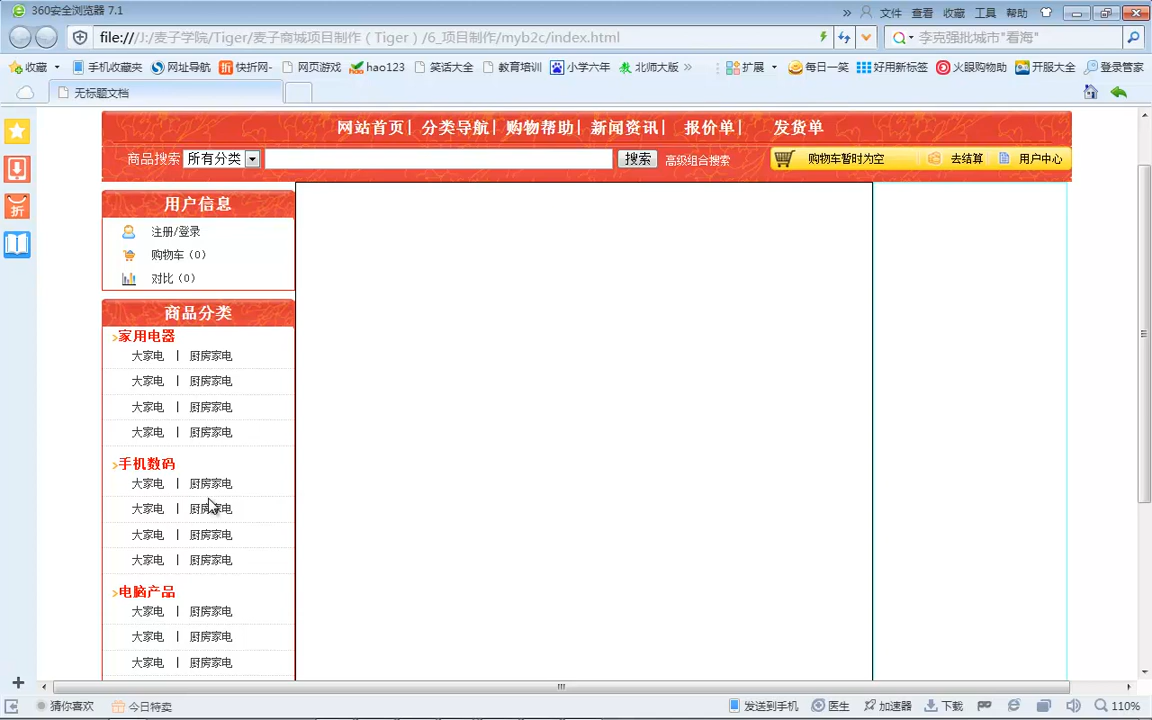 360安全浏览器 7.1
» 文件 查看 收藏 工具 帮助
file:///J:/麦子学院/Tiger/麦子商城项目制作（Tiger）/6_项目制作/myb2c/index.html
李克强批城市"看海"
收藏 手机收藏夹 网址导航 折 快折网- 网页游戏 hao123 笑话大全 教育培训 小学六年 北师大版 » 扩展 每日一笑 好用新标签 火眼购物助 开服大全 登录管家
无标题文档
网站首页| 分类导航| 购物帮助| 新闻资讯| 报价单| 发货单
商品搜索 所有分类 搜索 高级组合搜索 购物车暂时为空 去结算 用户中心
折
用户信息
注册/登录
购物车（0）
对比（0）
商品分类
>家用电器
大家电 | 厨房家电
大家电 | 厨房家电
大家电 | 厨房家电
大家电 | 厨房家电
>手机数码
大家电 | 厨房家电
大家电 | 厨房家电
大家电 | 厨房家电
大家电 | 厨房家电
>电脑产品
大家电 | 厨房家电
大家电 | 厨房家电
大家电 | 厨房家电
猜你喜欢 今日特卖 发送到手机 医生 加速器 下载 110%